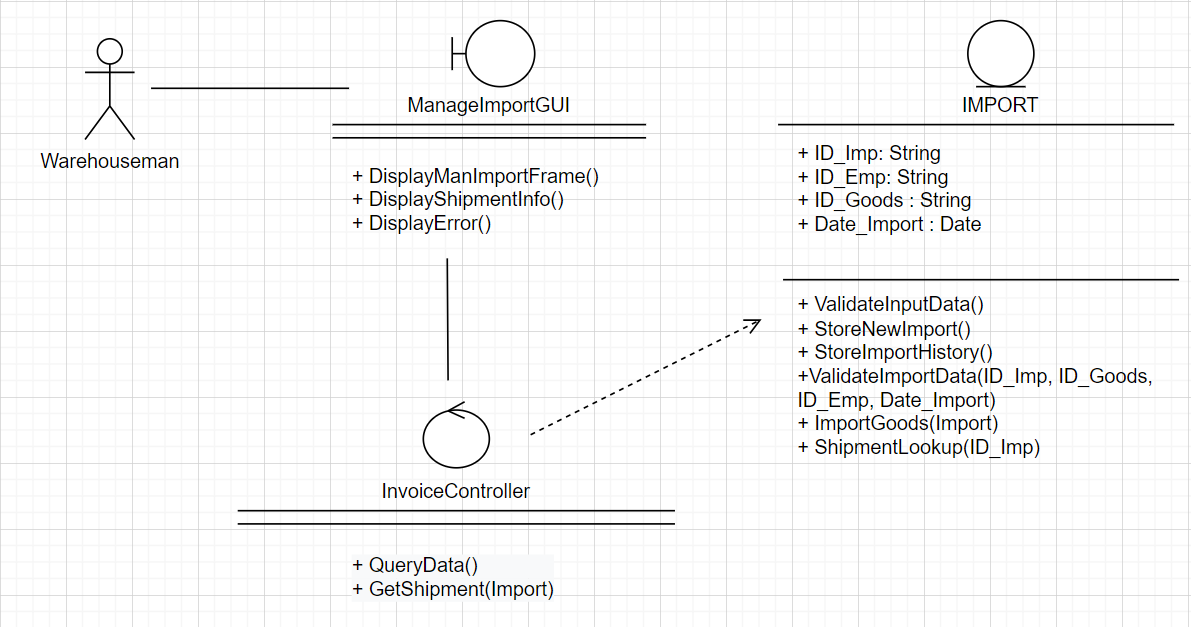 Warehouseman
ManageImportGUI
+ DisplayManImportFrame()
+ DisplayShipmentInfo()
+ DisplayError()
IMPORT
+ ID_Imp: String
+ ID_Emp: String
+ ID_Goods : String
+ Date_Import : Date
+ ValidateInputData()
+ StoreNewImport()
+ StoreImportHistory()
+ValidateImportData(ID_Imp, ID_Goods,
ID_Emp, Date_Import)
+ ImportGoods(Import)
+ ShipmentLookup(ID_Imp)
InvoiceController
+ QueryData()
+ GetShipment(Import)